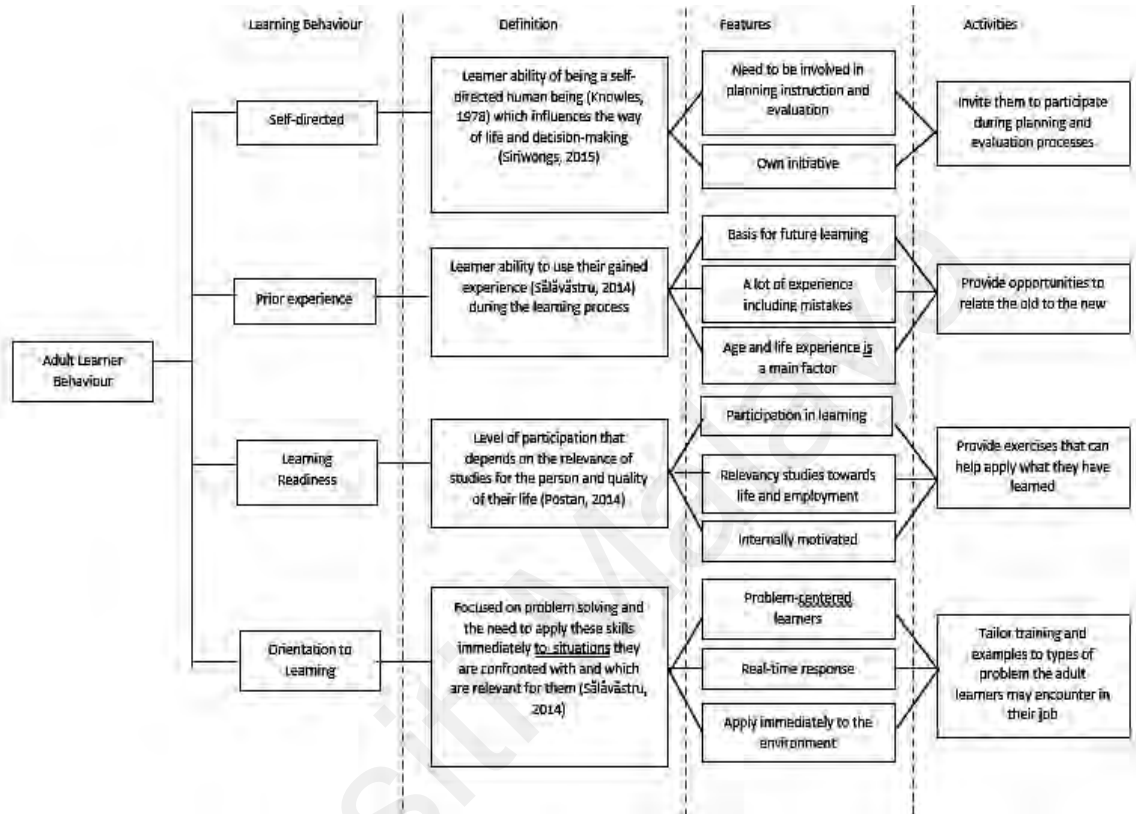 Learning Behaviour
Definition
Features
Activities
Adult Learner
Behaviour
Self-directed
Learner ability of being a self-
directed human being (Knowles,
1978) which influences the way
of life and decision-making
(Siriwongs, 2015)
Need to be involved in
planning instruction and
evaluation
Own initiative
Invite them to participate
during planning and
evaluation processes
Prior experience
Learner ability to use their gained
experience (Sălăvăstru, 2014)
during the learning process
Basis for future learning
A lot of experience
including mistakes
Age and life experience is
a main factor
Provide opportunities to
relate the old to the new
Learning
Readiness
Level of participation that
depends on the relevance of
studies for the person and quality
of their life (Postan, 2014)
Participation in learning
Relevancy studies towards
life and employment
Internally motivated
Provide exercises that can
help apply what they have
learned
Orientation to
Learning
Focused on problem solving and
the need to apply these skills
immediately to situations they
are confronted with and which
are relevant for them (Sălăvăstru,
2014)
Problem-centered
learners
Real-time response
Apply immediately to the
environment
Tailor training and
examples to types of
problem the adult
learners may encounter in
their job